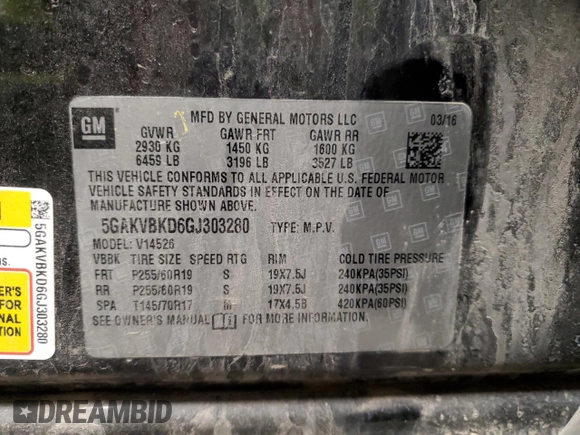 GM
MFD BY GENERAL MOTORS LLC
03/16
GVWR GAWR FRT GAWR RR
2930 KG 1450 KG 1600 KG
6459 LB 3196 LB 3527 LB
THIS VEHICLE CONFORMS TO ALL APPLICABLE U.S. FEDERAL MOTOR
VEHICLE SAFETY STANDARDS IN EFFECT ON THE DATE OF
MANUFACTURE SHOWN ABOVE.
5GAKVBKD6GJ303280 TYPE: M.P.V.
MODEL: V14526
VBBK TIRE SIZE SPEED RTG RIM COLD TIRE PRESSURE
FRT P255/60R19 S 19X7.5J 240KPA(35PSI)
RR P255/60R19 S 19X7.5J 240KPA(35PSI)
SPA T145/70R17 M 17X4.5B 420KPA(60PSI)
SEE OWNER'S MANUAL FOR MORE INFORMATION.
5GAKVBKD6GJ303280
ER'S
FOR
NAL
ATION
DREAMBID